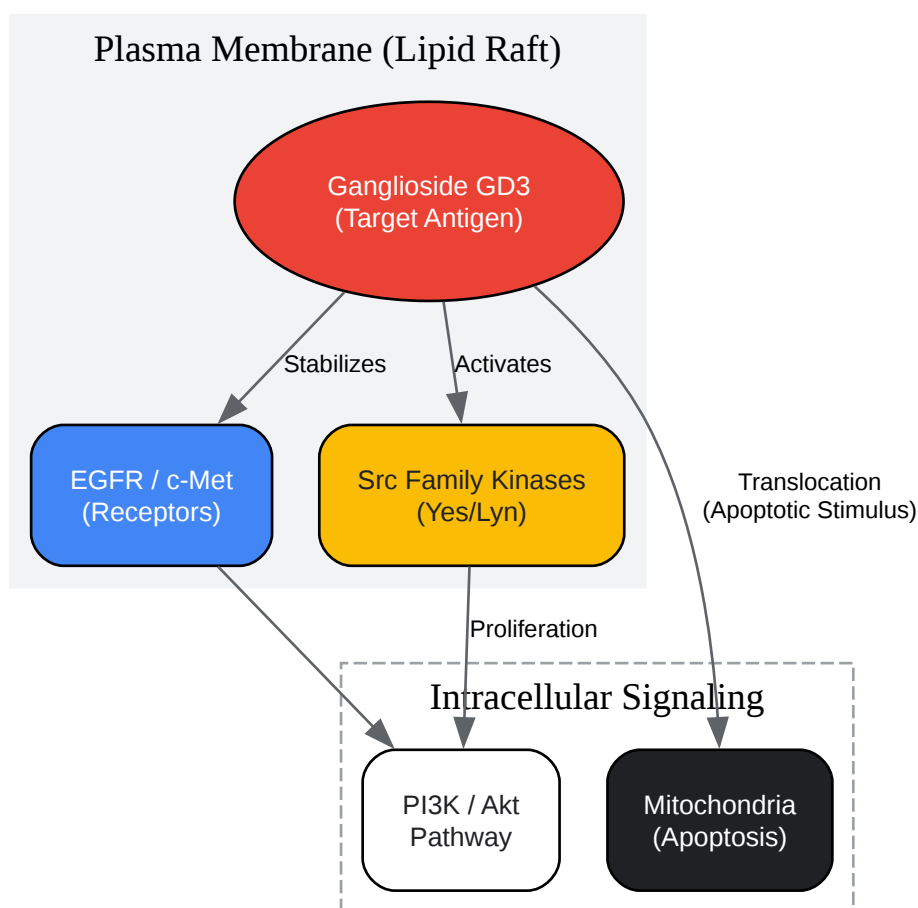 Plasma Membrane (Lipid Raft)
Ganglioside GD3
(Target Antigen)
Stabilizes
Activates
EGFR / c-Met
(Receptors)
Src Family Kinases
(Yes/Lyn)
Translocation
(Apoptotic Stimulus)
Proliferation
Intracellular Signaling
PI3K / Akt
Pathway
Mitochondria
(Apoptosis)